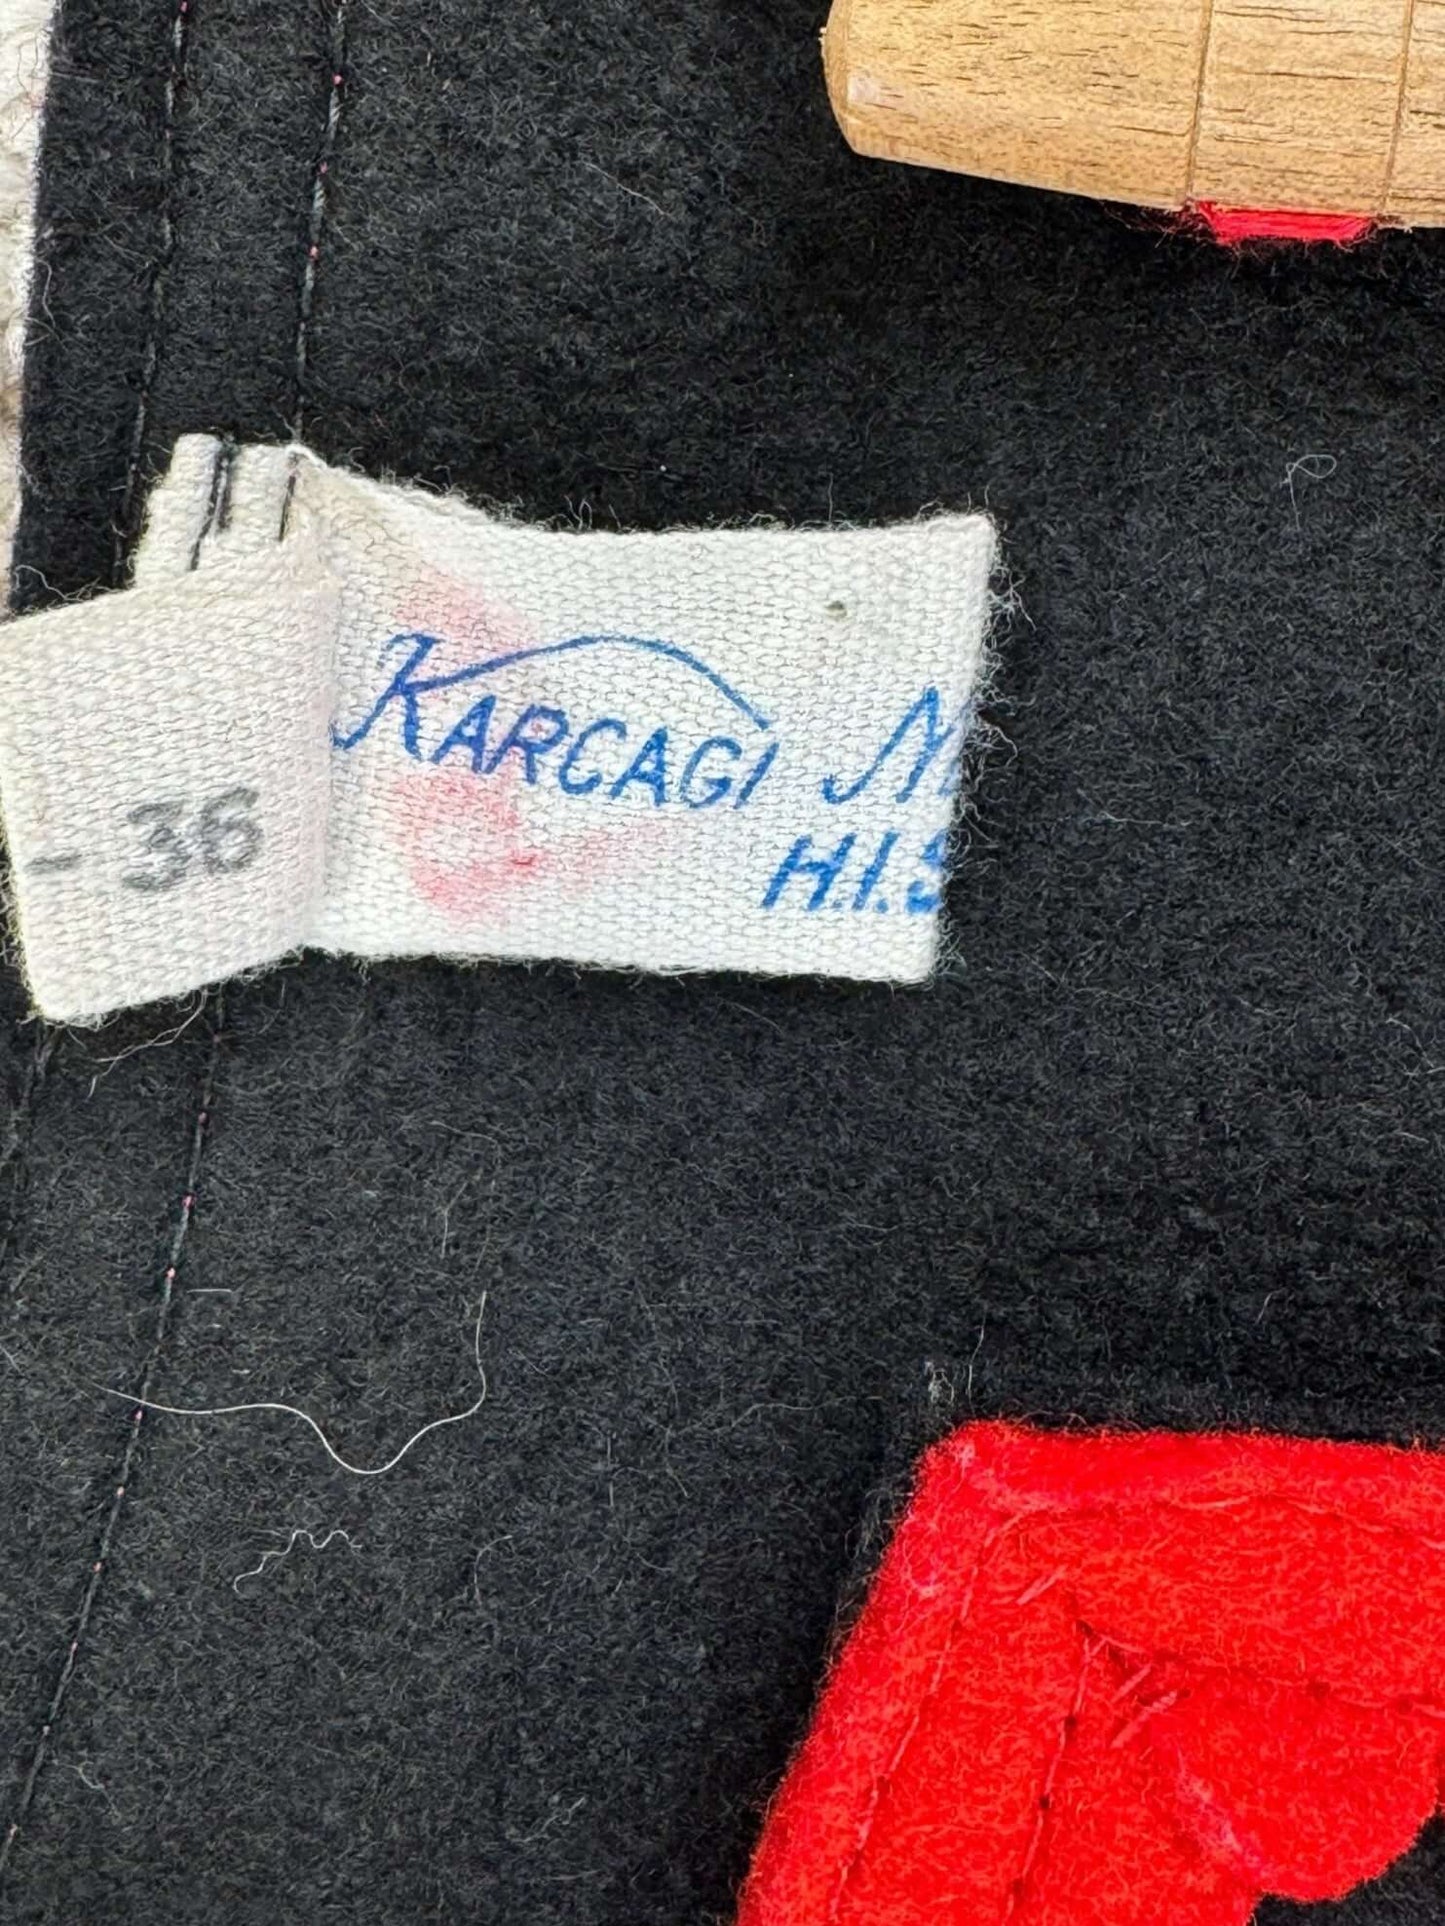 KARCAGI
H.I.
- 36